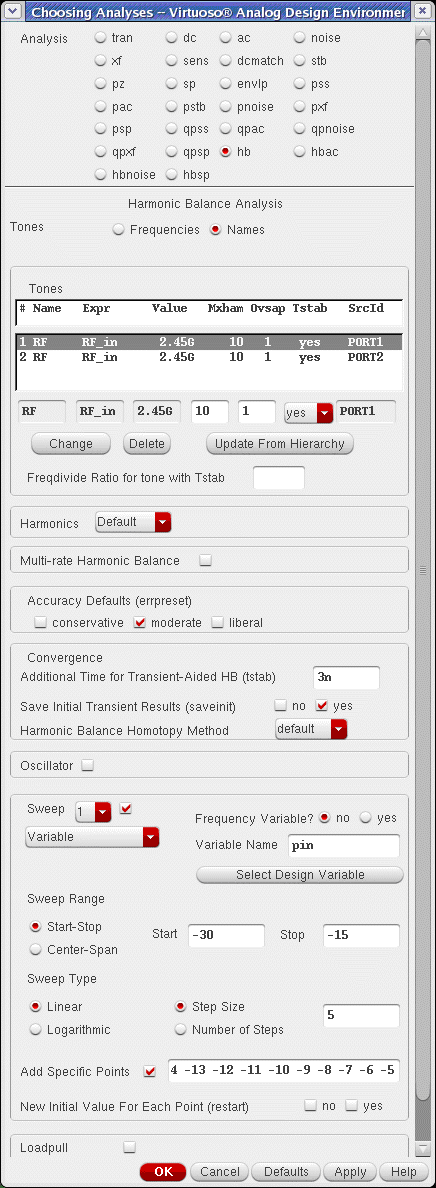 Choosing Analyses -- Virtuoso® Analog Design Environmer
Analysis tran dc ac noise
xf sens dcmatch stb
pz sp envlp pss
pac pstb pnoise pxf
psp qpss qpac qpnoise
qpxf qpsp hb hbac
hbnoise hbsp
Harmonic Balance Analysis
Tones Frequencies Names
Tones
# Name Expr Value Mxham Ovsap Tstab SrcId
1 RF RF_in 2.45G 10 1 yes PORT1
2 RF RF_in 2.45G 10 1 yes PORT2
RF RF_in 2.45G 10 1 yes PORT1
Change Delete Update From Hierarchy
Freqdivide Ratio for tone with Tstab
Harmonics Default
Multi-rate Harmonic Balance
Accuracy Defaults (errpreset)
conservative moderate liberal
Convergence
Additional Time for Transient-Aided HB (tstab) 3n
Save Initial Transient Results (saveinit) no yes
Harmonic Balance Homotopy Method default
Oscillator
Sweep 1 Frequency Variable? no yes
Variable Variable Name pin
Select Design Variable
Sweep Range
Start-Stop Start -30 Stop -15
Center-Span
Sweep Type
Linear Step Size 5
Logarithmic Number of Steps
Add Specific Points 4 -13 -12 -11 -10 -9 -8 -7 -6 -5
New Initial Value For Each Point (restart) no yes
Loadpull
OK Cancel Defaults Apply Help